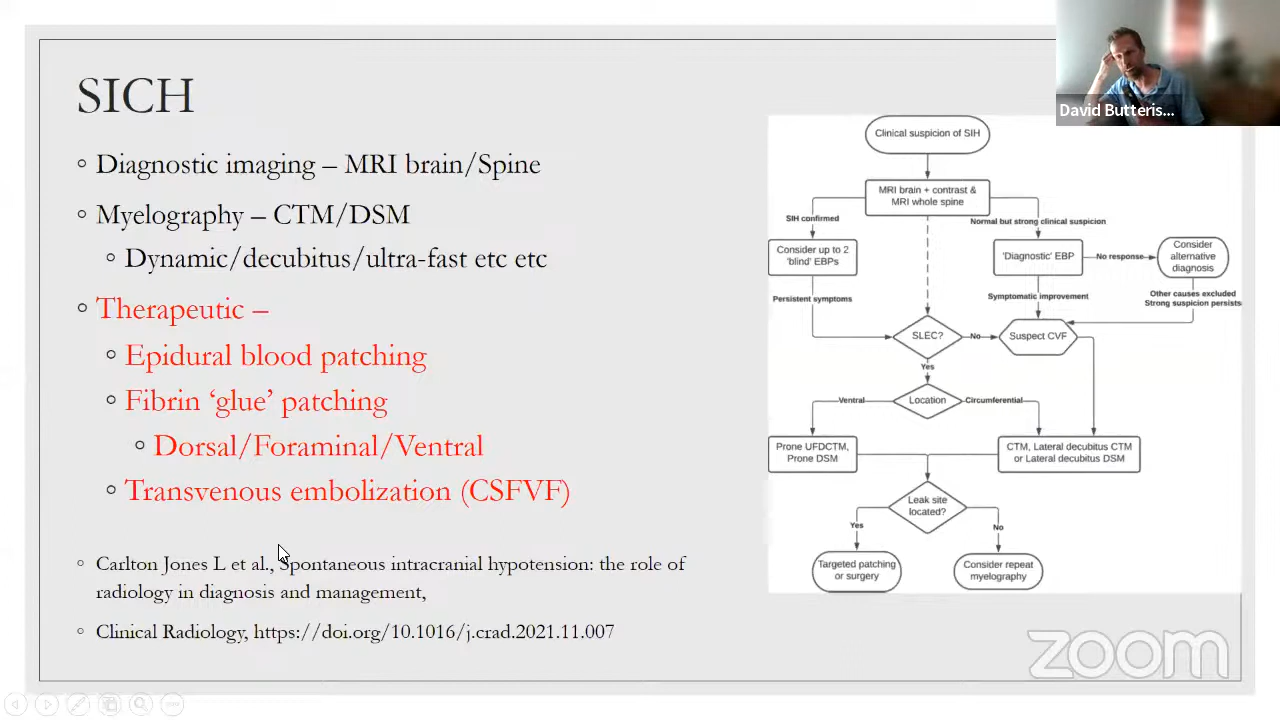 SICH
◦ Diagnostic imaging – MRI brain/Spine
◦ Myelography – CTM/DSM
◦ Dynamic/decubitus/ultra-fast etc etc
◦ Therapeutic –
◦ Epidural blood patching
◦ Fibrin ‘glue’ patching
◦ Dorsal/Foraminal/Ventral
◦ Transvenous embolization (CSFVF)
◦ Carlton Jones L et al., Spontaneous intracranial hypotension: the role of
radiology in diagnosis and management,
◦ Clinical Radiology, https://doi.org/10.1016/j.crad.2021.11.007
David Butteris...
Clinical suspicion of SIH
MRI brain + contrast &
MRI whole spine
SIH confirmed
Normal but strong clinical suspicion
Consider up to 2
'blind' EBPs
'Diagnostic' EBP
No response
Consider
alternative
diagnosis
Persistent symptoms
Symptomatic improvement
Other causes excluded
Strong suspicion persists
SLEC?
No
Suspect CVF
Yes
Ventral
Location
Circumferential
Prone UFDCTM,
Prone DSM
CTM, Lateral decubitus CTM
or Lateral decubitus DSM
Leak site
located?
Yes
No
Targeted patching
or surgery
Consider repeat
myelography
zoom